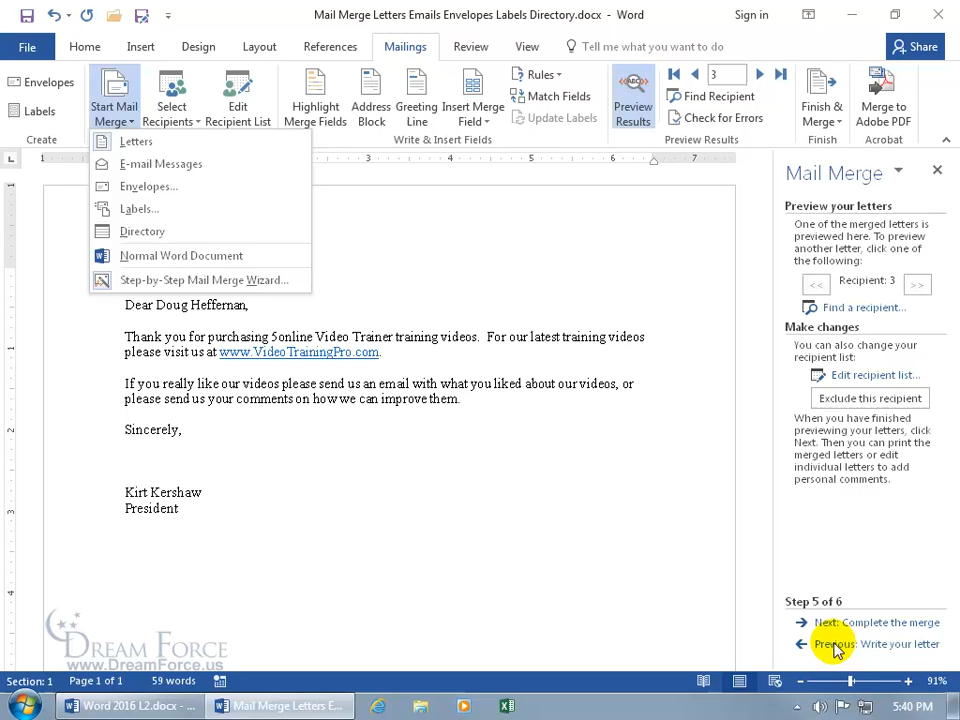 Mail Merge Letters Emails Envelopes Labels Directory.docx - Word
Sign in
File Home Insert Design Layout References Mailings Review View Tell me what you want to do Share
Envelopes
Labels
Create
Start Mail Merge
Select Recipients
Edit Recipient List
Highlight Merge Fields
Address Block
Greeting Line
Insert Merge Field
Rules
Match Fields
Update Labels
Write & Insert Fields
ABC
Preview Results
3
Find Recipient
Check for Errors
Preview Results
Finish & Merge
Finish
Merge to Adobe PDF
Acrobat
Letters
E-mail Messages
Envelopes...
Labels...
Directory
Normal Word Document
Step-by-Step Mail Merge Wizard...
1 3 4 5 6 7
1
1
2
3
4
Dear Doug Heffernan,
Thank you for purchasing 5online Video Trainer training videos. For our latest training videos
please visit us at www.VideoTrainingPro.com.
If you really like our videos please send us an email with what you liked about our videos, or
please send us your comments on how we can improve them.
Sincerely,
Kirt Kershaw
President
DREAM FORCE
www.DreamForce.us
Mail Merge
Preview your letters
One of the merged letters is
previewed here. To preview
another letter, click one of
the following:
<< Recipient: 3 >>
Find a recipient...
Make changes
You can also change your
recipient list:
Edit recipient list...
Exclude this recipient
When you have finished
previewing your letters, click
Next. Then you can print the
merged letters or edit
individual letters to add
personal comments.
Step 5 of 6
Next: Complete the merge
Previous: Write your letter
Section: 1 Page 1 of 1 59 words 91%
Word 2016 L2.docx - ... Mail Merge Letters E... 5:40 PM